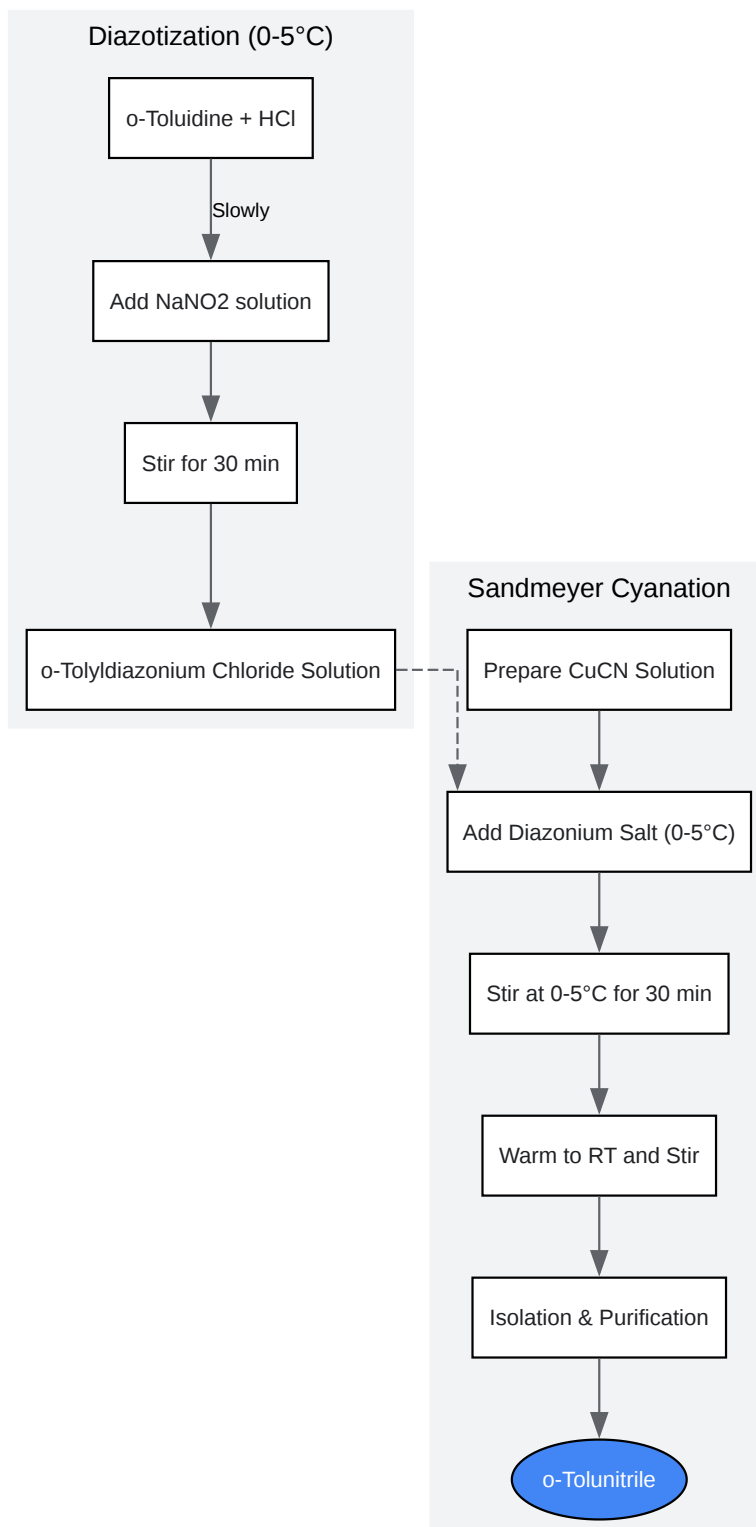 Diazotization (0-5°C)
o-Toluidine + HCl
Slowly
Add NaNO2 solution
Stir for 30 min
o-Tolyldiazonium Chloride Solution
Sandmeyer Cyanation
Prepare CuCN Solution
Add Diazonium Salt (0-5°C)
Stir at 0-5°C for 30 min
Warm to RT and Stir
Isolation & Purification
o-Tolunitrile